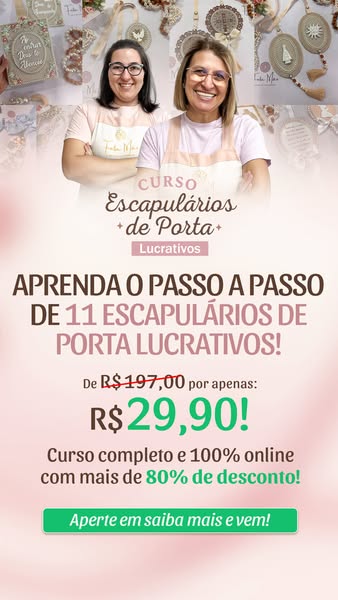 CURSO
Escapulários
de Porta
Lucrativos
APRENDA O PASSO A PASSO
DE 11 ESCAPULÁRIOS DE
PORTA LUCRATIVOS!
De R$197,00 por apenas:
R$29,90!
Curso completo e 100% online
com mais de 80% de desconto!
Aperte em saiba mais e vem!